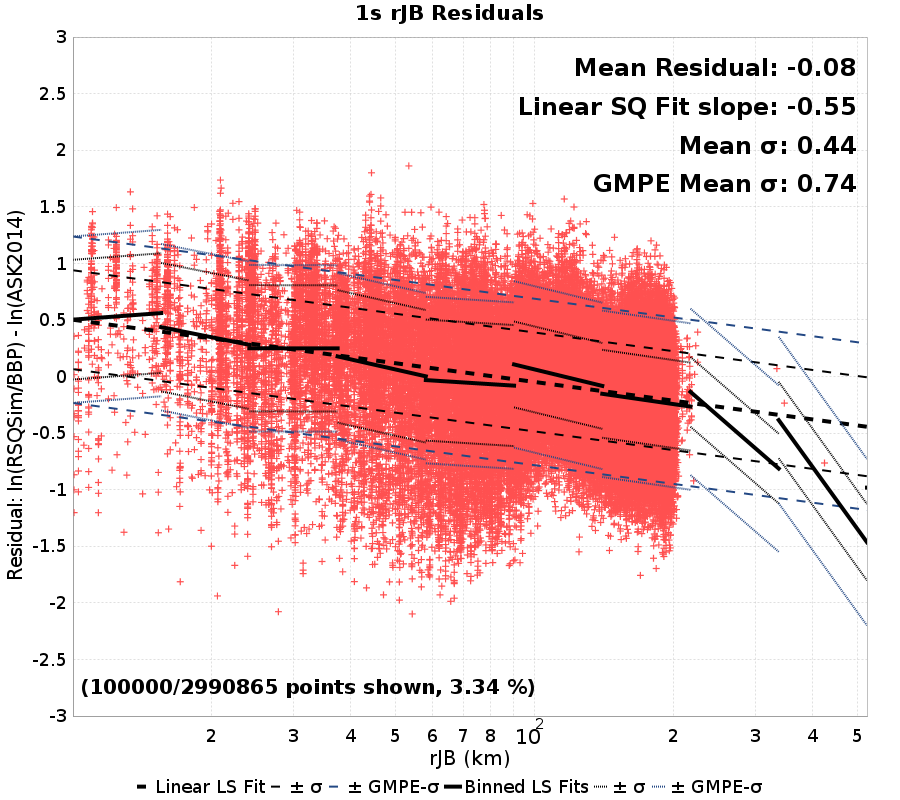 1s rJB Residuals
Mean Residual: -0.08
Linear SQ Fit slope: -0.55
Mean σ: 0.44
GMPE Mean σ: 0.74
Residual: ln(RSQSim/BBP) - ln(ASK2014)
3
2.5
2
1.5
1
0.5
0
-0.5
-1
-1.5
-2
-2.5
-3
(100000/2990865 points shown, 3.34 %)
2 3 4 5 6 7 8 10² 2 3 4 5
rJB (km)
Linear LS Fit ± σ ± GMPE-σ Binned LS Fits ± σ ± GMPE-σ